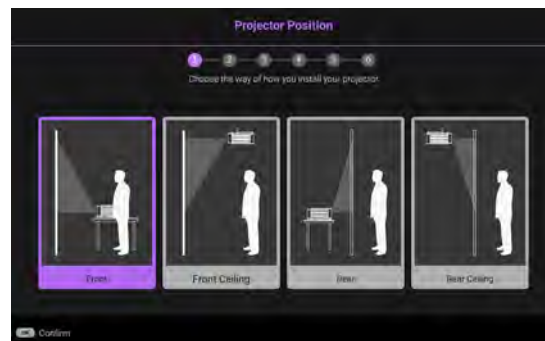 Projector Position
1 2 3 4 5 6
Choose the way of how you install your projector.
Front
Front Ceiling
Rear
Rear Ceiling
OK Confirm